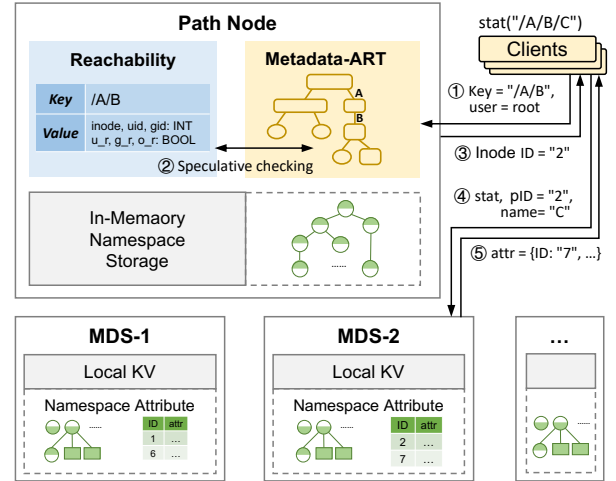 Path Node
stat("/A/B/C")
Clients
Reachability
Key /A/B
Value inode, uid, gid: INT
u_r, g_r, o_r: BOOL
Metadata-ART
A
B
② Speculative checking
① Key = "/A/B",
user = root
③ Inode ID = "2"
④ stat, pID = "2",
name= "C"
⑤ attr = {ID: "7", ...}
In-Memaory
Namespace
Storage
......
MDS-1
Local KV
Namespace Attribute
......
ID attr
1 ...
6 ...
MDS-2
Local KV
Namespace Attribute
......
ID attr
2 ...
7 ...
...
......